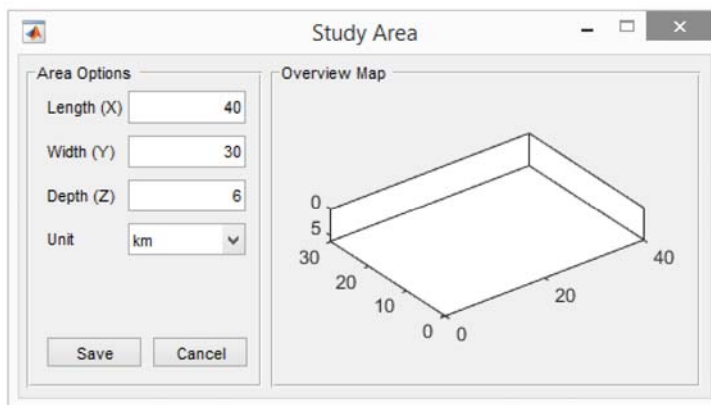 Study Area
Area Options
Length (X) 40
Width (Y) 30
Depth (Z) 6
Unit km
Save Cancel
Overview Map
0
5
30
20
10
0
0
20
40